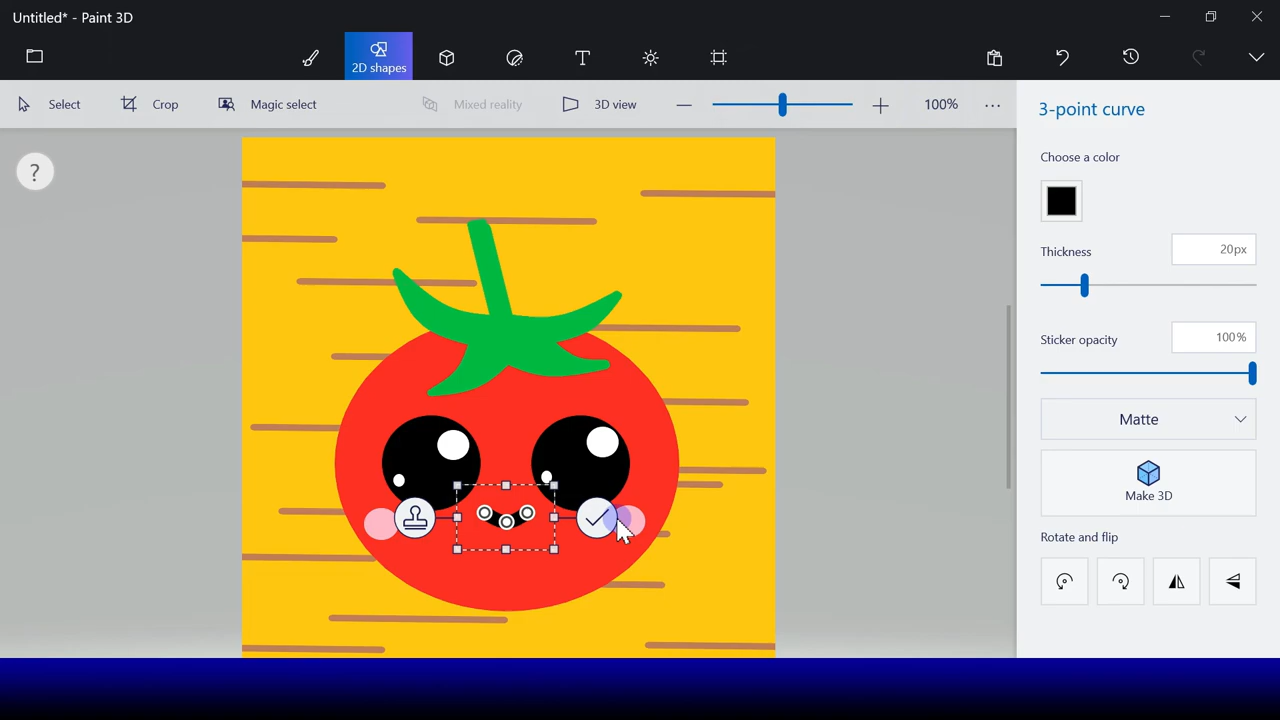 Untitled* - Paint 3D
2D shapes
Select
Crop
Magic select
Mixed reality
3D view
100%
...
?
3-point curve
Choose a color
Thickness
20px
Sticker opacity
100%
Matte
Make 3D
Rotate and flip